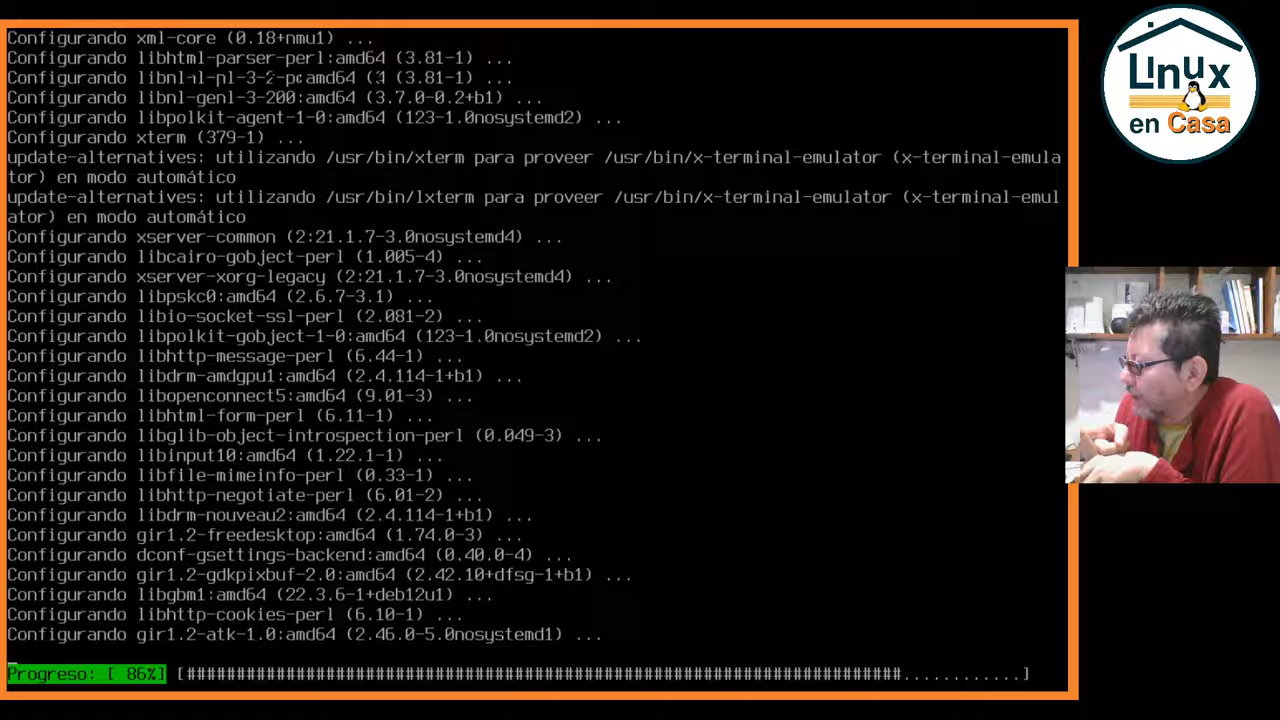 Configurando xml-core (0.18+nmu1) ...
Configurando libhtml-parser-perl:amd64 (3.81-1) ...
Configurando (3.81-1) ...
Configurando libnl-genl-3-200:amd64 (3.7.0-0.2+b1) ...
Configurando libpolkit-agent-1-0:amd64 (123-1.0nosystemd2) ...
Configurando xterm (379-1) ...
update-alternatives: utilizando /usr/bin/xterm para proveer /usr/bin/x-terminal-emulator (x-terminal-emula
tor) en modo automático
update-alternatives: utilizando /usr/bin/lxterm para proveer /usr/bin/x-terminal-emulator (x-terminal-emul
ator) en modo automático
Configurando xserver-common (2:21.1.7-3.0nosystemd4) ...
Configurando libcairo-gobject-perl (1.005-4) ...
Configurando xserver-xorg-legacy (2:21.1.7-3.0nosystemd4) ...
Configurando libpskc0:amd64 (2.6.7-3.1) ...
Configurando libio-socket-ssl-perl (2.081-2) ...
Configurando libpolkit-gobject-1-0:amd64 (123-1.0nosystemd2) ...
Configurando libhttp-message-perl (6.44-1) ...
Configurando libdrm-amdgpu1:amd64 (2.4.114-1+b1) ...
Configurando libopenconnect5:amd64 (9.01-3) ...
Configurando libhtml-form-perl (6.11-1) ...
Configurando libglib-object-introspection-perl (0.049-3) ...
Configurando libinput10:amd64 (1.22.1-1) ...
Configurando libfile-mimeinfo-perl (0.33-1) ...
Configurando libhttp-negotiate-perl (6.01-2) ...
Configurando libdrm-nouveau2:amd64 (2.4.114-1+b1) ...
Configurando gir1.2-freedesktop:amd64 (1.74.0-3) ...
Configurando dconf-gsettings-backend:amd64 (0.40.0-4) ...
Configurando gir1.2-gdkpixbuf-2.0:amd64 (2.42.10+dfsg-1+b1) ...
Configurando libgbm1:amd64 (22.3.6-1+deb12u1) ...
Configurando libhttp-cookies-perl (6.10-1) ...
Configurando gir1.2-atk-1.0:amd64 (2.46.0-5.0nosystemd1) ...
Progreso: [ 86%] [########################################################################............]
Linux
en Casa